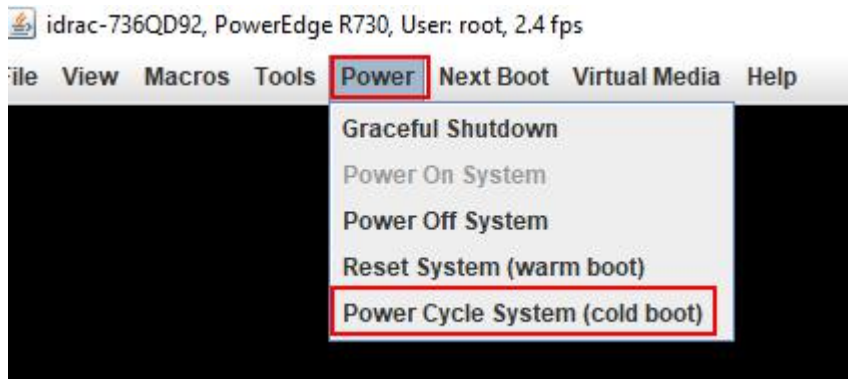 idrac-736QD92, PowerEdge R730, User: root, 2.4 fps
File View Macros Tools Power Next Boot Virtual Media Help
Graceful Shutdown
Power On System
Power Off System
Reset System (warm boot)
Power Cycle System (cold boot)